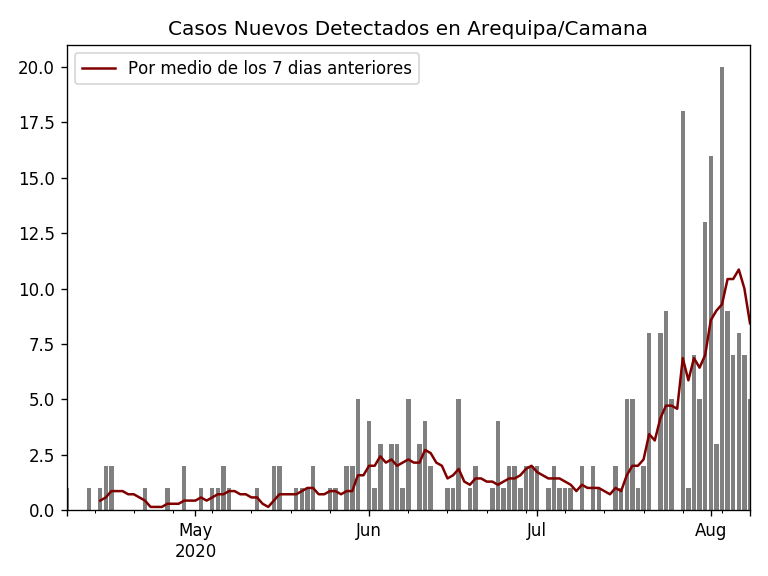 Casos Nuevos Detectados en Arequipa/Camana
Por medio de los 7 dias anteriores
20.0
17.5
15.0
12.5
10.0
7.5
5.0
2.5
0.0
May
2020
Jun
Jul
Aug